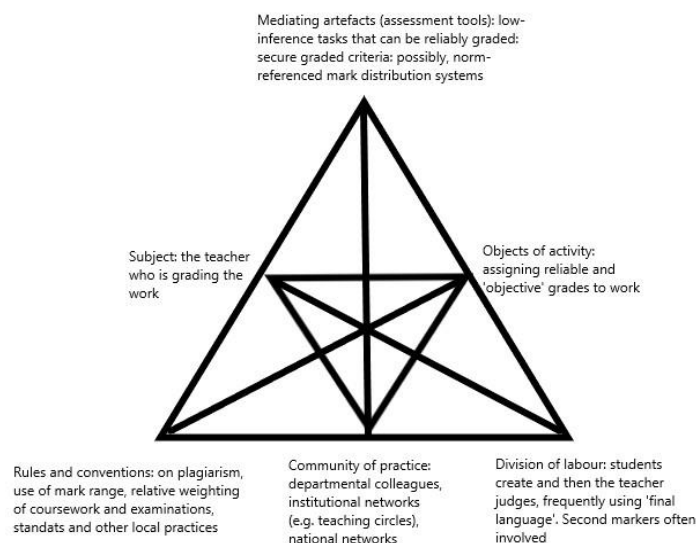 Mediating artefacts (assessment tools): low-
inference tasks that can be reliably graded:
secure graded criteria: possibly, norm-
referenced mark distribution systems
Subject: the teacher
who is grading the
work
Objects of activity:
assigning reliable and
'objective' grades to work
Rules and conventions: on plagiarism,
use of mark range, relative weighting
of coursework and examinations,
standats and other local practices
Community of practice:
departmental colleagues,
institutional networks
(e.g. teaching circles),
national networks
Division of labour: students
create and then the teacher
judges, frequently using 'final
language'. Second markers often
involved